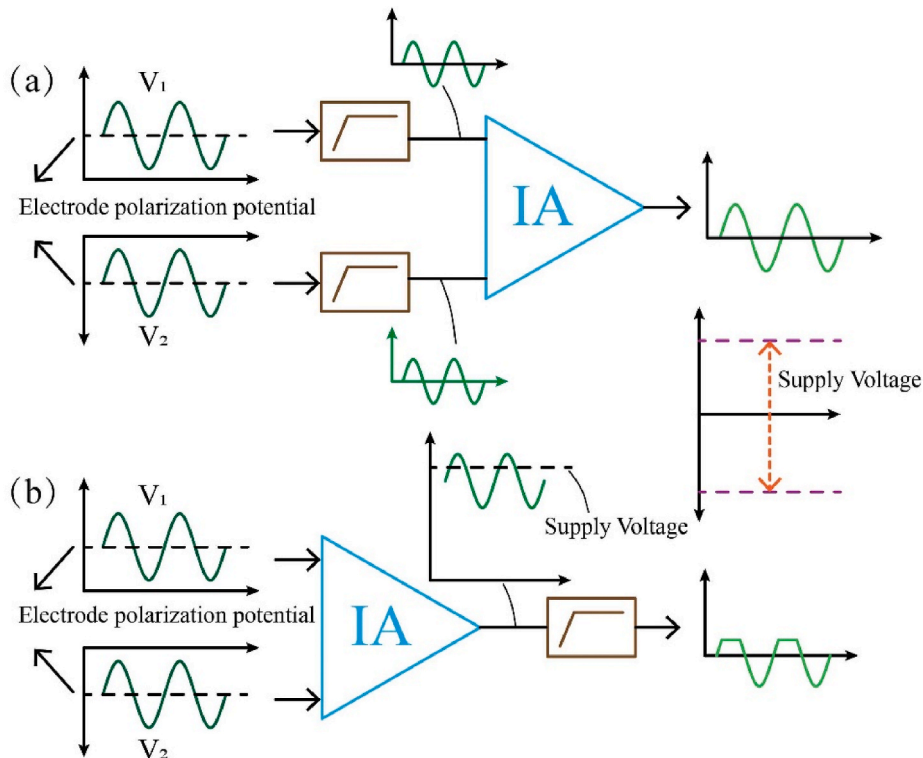 (a)
V₁
Electrode polarization potential
V₂
IA
Supply Voltage
(b)
V₁
Supply Voltage
Electrode polarization potential
IA
V₂